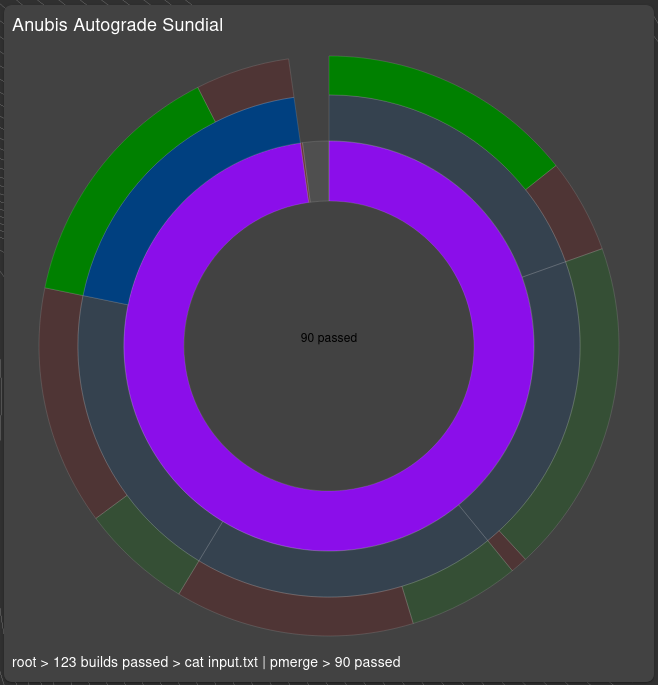 Anubis Autograde Sundial
90 passed
root > 123 builds passed > cat input.txt | pmerge > 90 passed